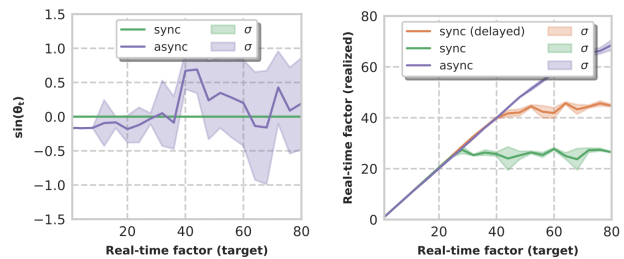 1.5
1.0
0.5
0.0
−0.5
−1.0
−1.5
sin(θt)
sync σ
async σ
20 40 60 80
Real-time factor (target)
80
60
40
20
0
Real-time factor (realized)
sync (delayed) σ
sync σ
async σ
0 20 40 60 80
Real-time factor (target)